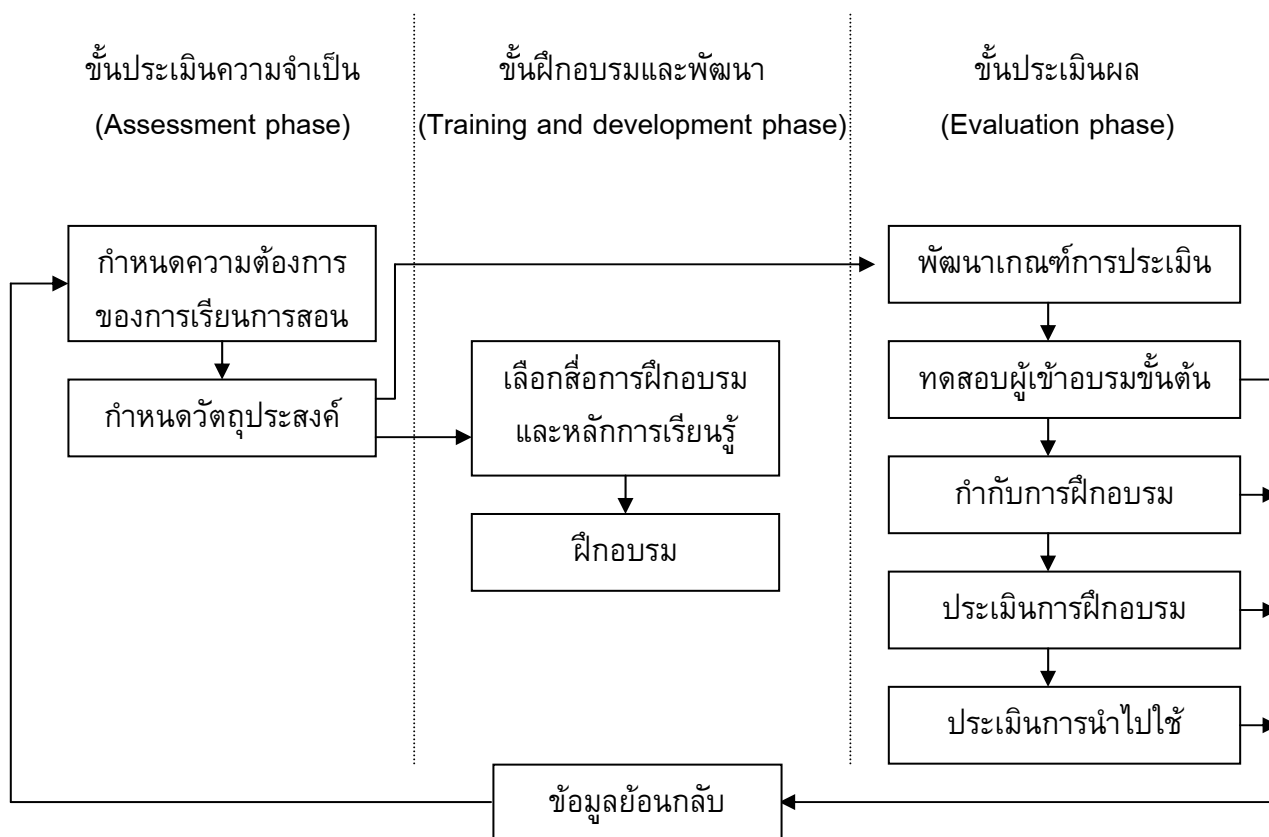 ขั้นประเมินความจำเป็น
(Assessment phase)
ขั้นฝึกอบรมและพัฒนา
(Training and development phase)
ขั้นประเมินผล
(Evaluation phase)
กำหนดความต้องการ
ของการเรียนการสอน
กำหนดวัตถุประสงค์
เลือกสื่อการฝึกอบรม
และหลักการเรียนรู้
ฝึกอบรม
พัฒนาเกณฑ์การประเมิน
ทดสอบผู้เข้าอบรมขั้นต้น
กำกับการฝึกอบรม
ประเมินการฝึกอบรม
ประเมินการนำไปใช้
ข้อมูลย้อนกลับ